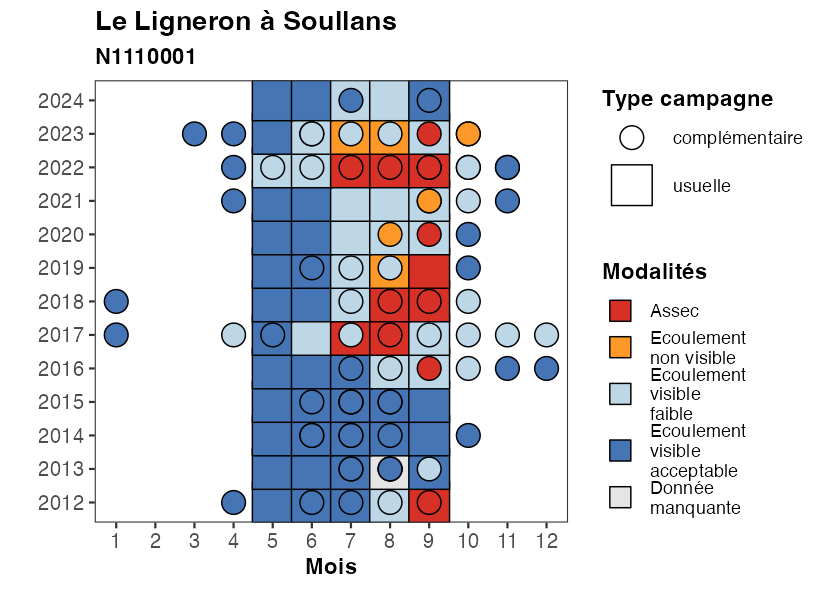 Le Ligneron à Soullans
N1110001
2024
2023
2022
2021
2020
2019
2018
2017
2016
2015
2014
2013
2012
1 2 3 4 5 6 7 8 9 10 11 12
Mois
Type campagne
complémentaire
usuelle
Modalités
Assec
Ecoulement
non visible
Ecoulement
visible
faible
Ecoulement
visible
acceptable
Donnée
manquante